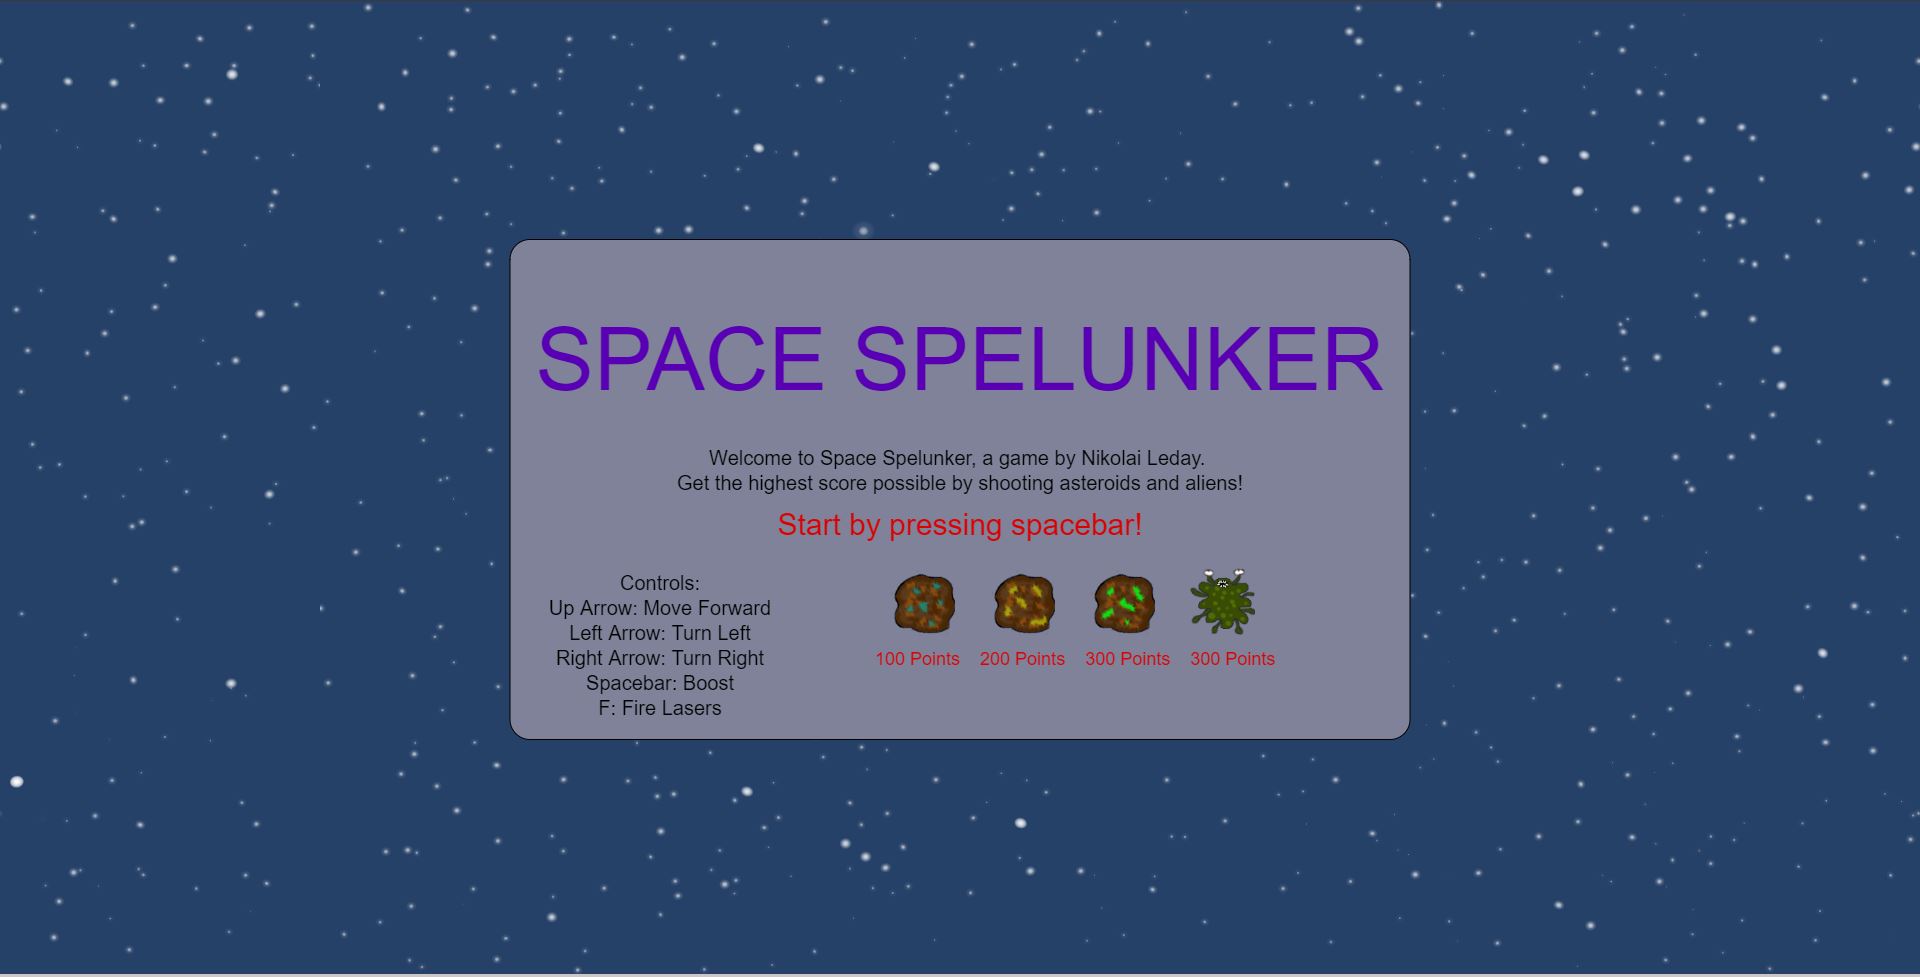 SPACE SPELUNKER
Welcome to Space Spelunker, a game by Nikolai Leday.
Get the highest score possible by shooting asteroids and aliens!
Start by pressing spacebar!
Controls:
Up Arrow: Move Forward
Left Arrow: Turn Left
Right Arrow: Turn Right
Spacebar: Boost
F: Fire Lasers
100 Points 200 Points 300 Points 300 Points